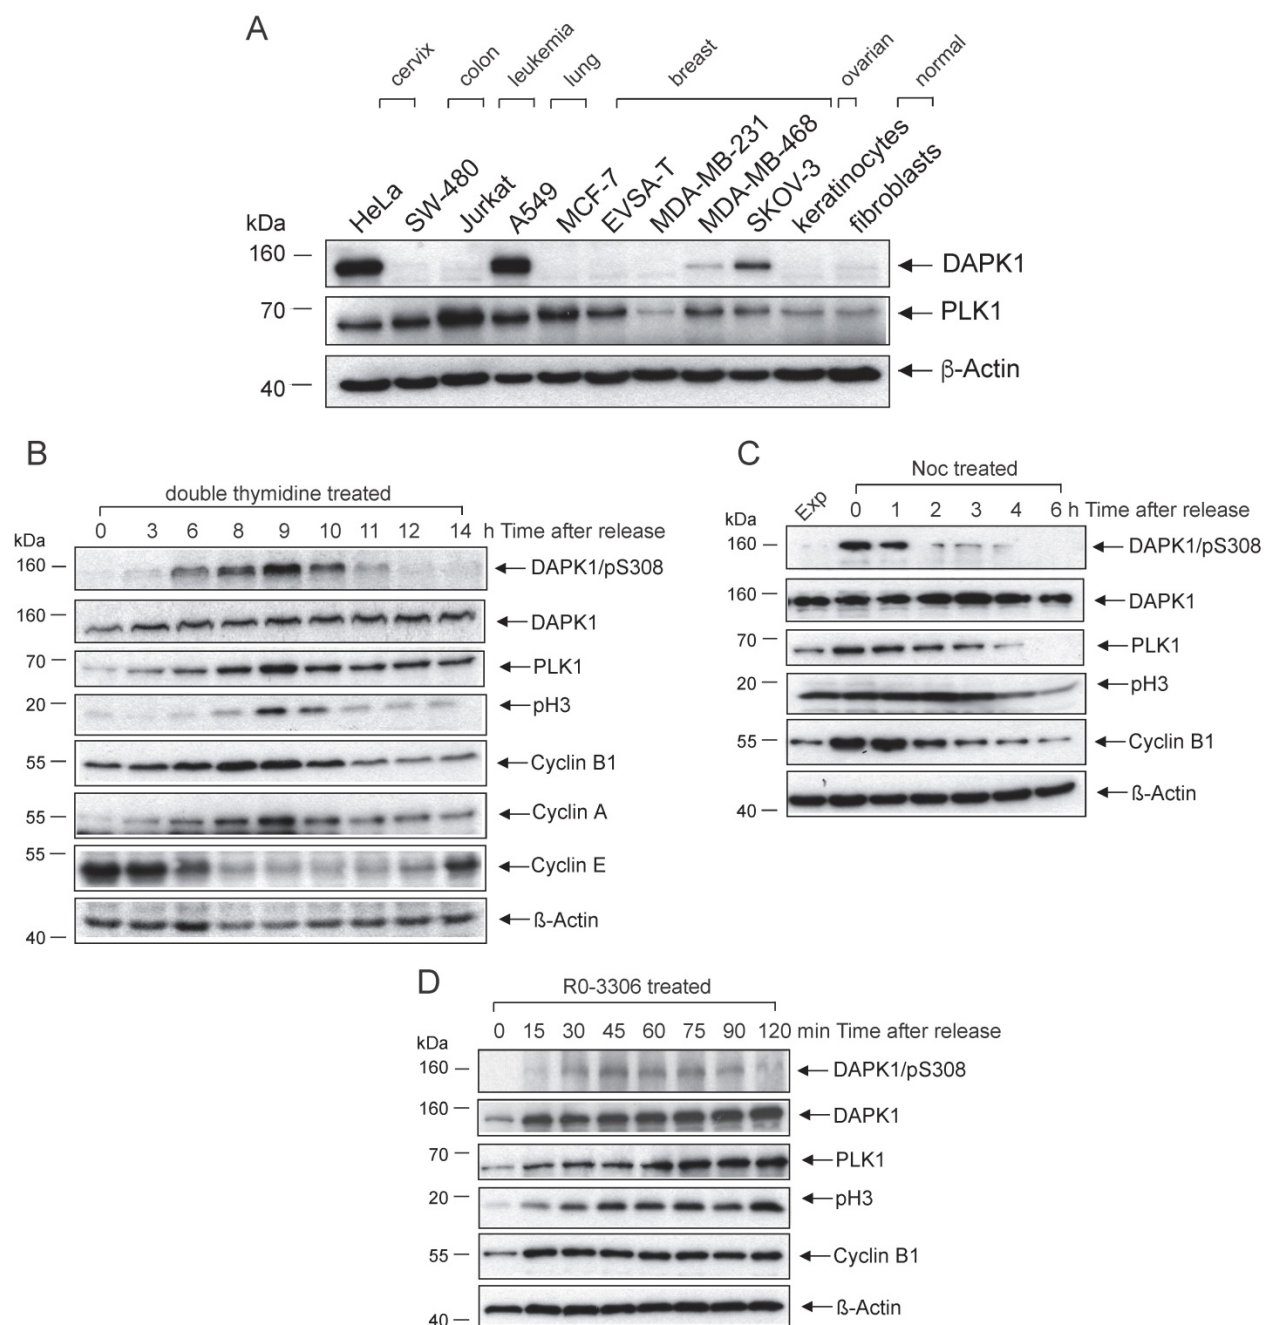 A
cervix
colon
leukemia
lung
breast
ovarian
normal
HeLa
SW-480
Jurkat
A549
MCF-7
EVSA-T
MDA-MB-231
MDA-MB-468
SKOV-3
keratinocytes
fibroblasts
kDa
160
DAPK1
70
PLK1
40
β-Actin
B
double thymidine treated
0 3 6 8 9 10 11 12 14 h Time after release
kDa
160
DAPK1/pS308
160
DAPK1
70
PLK1
20
pH3
55
Cyclin B1
55
Cyclin A
55
Cyclin E
ß-Actin
40
C
Noc treated
Exp 0 1 2 3 4 6 h Time after release
kDa
160
DAPK1/pS308
160
DAPK1
70
PLK1
20
pH3
55
Cyclin B1
ß-Actin
40
D
R0-3306 treated
0 15 30 45 60 75 90 120 min Time after release
kDa
160
DAPK1/pS308
160
DAPK1
70
PLK1
20
pH3
55
Cyclin B1
ß-Actin
40